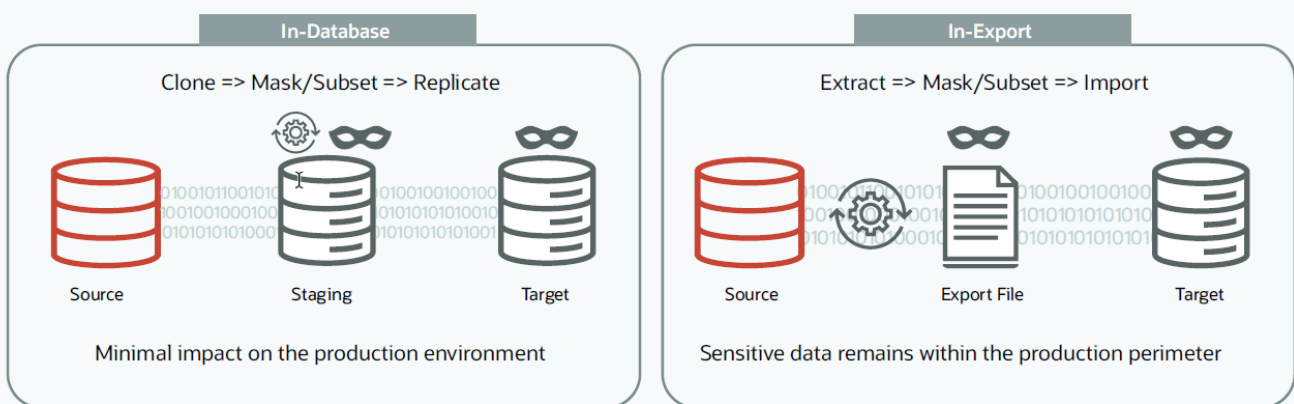 In-Database
Clone => Mask/Subset => Replicate
Source
Staging
Target
Minimal impact on the production environment
In-Export
Extract => Mask/Subset => Import
Source
Export File
Target
Sensitive data remains within the production perimeter